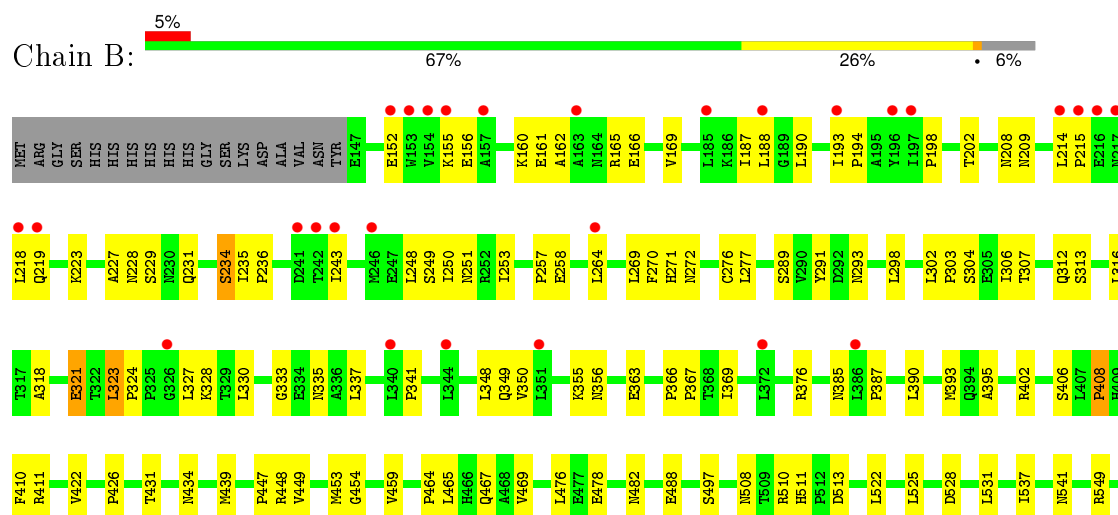 5%
Chain B:
67% 26% • 6%
MET ARG GLY SER HIS HIS HIS HIS HIS HIS GLY SER LYS ASP ALA VAL ASN TYR E147 E152 W153 V154 K155 E156 A157 K160 E161 A162 A163 N164 R165 E166 V169 L185 K186 I187 L188 G189 L190 I193 P194 A195 Y196 I197 P198 T202 N208 N209 L214 P215 E216 N217
L218 Q219 K223 A227 N228 S229 N230 Q231 S234 I235 P236 D241 T242 I243 M246 E247 L248 S249 I250 N251 R252 I253 P257 E258 L264 L269 F270 H271 N272 C276 L277 S289 V290 Y291 D292 N293 L298 L302 P303 S304 E305 I306 T307 Q312 S313 L316
T317 A318 E321 T322 L323 P324 P325 G326 L327 K328 T329 L330 G333 E334 N335 A336 L337 L340 P341 L344 L348 Q349 V350 L351 K355 N356 E363 P366 P367 T368 I369 L372 R376 N385 L386 P387 L390 M393 Q394 A395 R402 S406 L407 P408 H409
F410 R411 V422 P426 T431 N434 M439 P447 R448 V449 M453 G454 V459 P464 L465 H466 Q467 A468 V469 L476 E477 E478 N482 E488 S497 N508 T509 R510 H511 P512 D513 L522 L525 D528 L531 I537 N541 R549